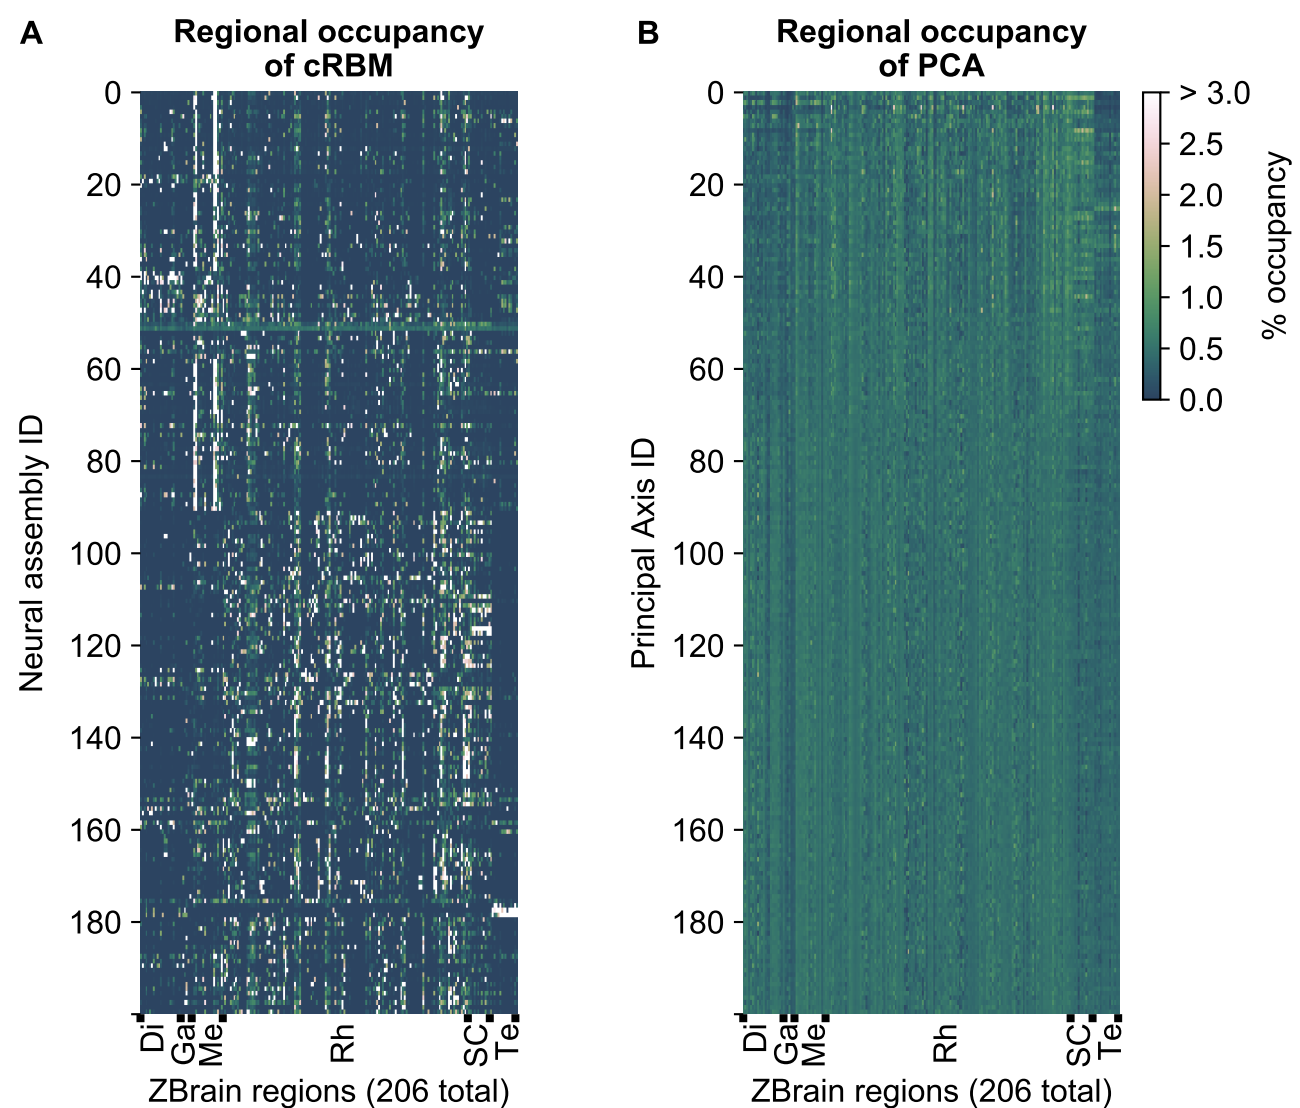 A
Regional occupancy
of cRBM
0
20
40
60
80
100
120
140
160
180
Neural assembly ID
Di
Ga
Me
Rh
SC
Te
ZBrain regions (206 total)
B
Regional occupancy
of PCA
0
20
40
60
80
100
120
140
160
180
Principal Axis ID
Di
Ga
Me
Rh
SC
Te
ZBrain regions (206 total)
> 3.0
2.5
2.0
1.5
1.0
0.5
0.0
% occupancy